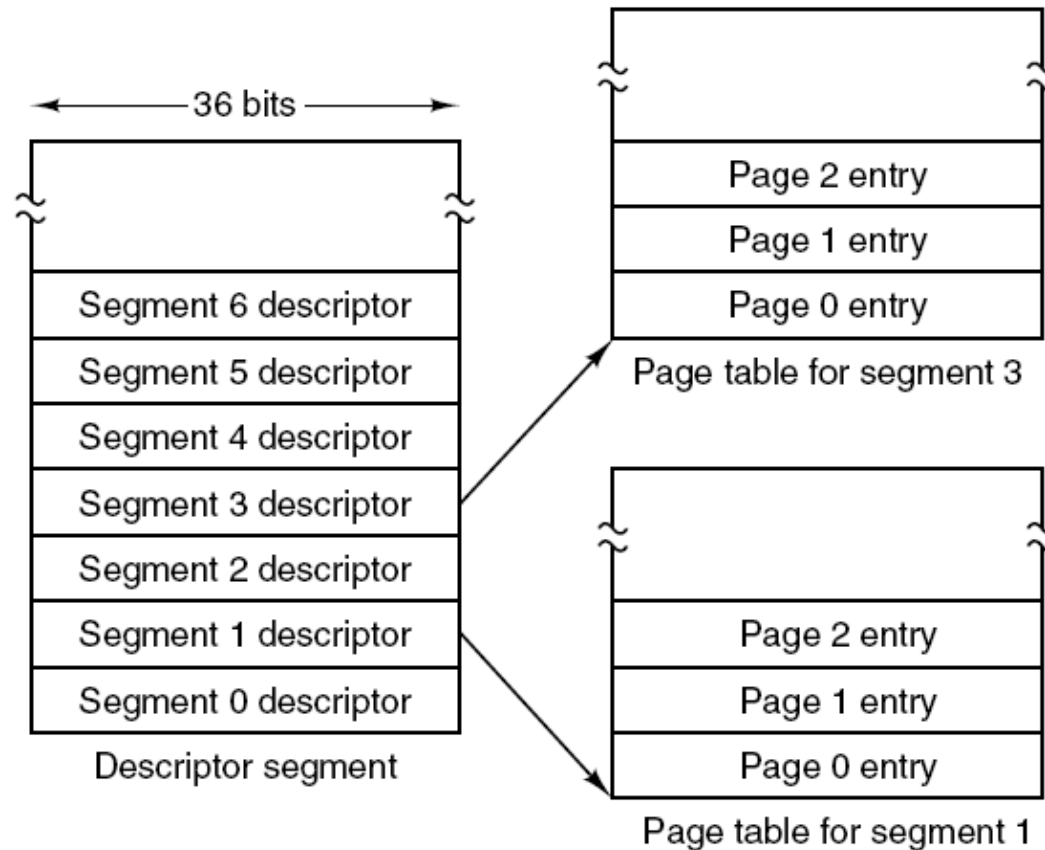 36 bits
Segment 6 descriptor
Segment 5 descriptor
Segment 4 descriptor
Segment 3 descriptor
Segment 2 descriptor
Segment 1 descriptor
Segment 0 descriptor
Descriptor segment
Page 2 entry
Page 1 entry
Page 0 entry
Page table for segment 3
Page 2 entry
Page 1 entry
Page 0 entry
Page table for segment 1